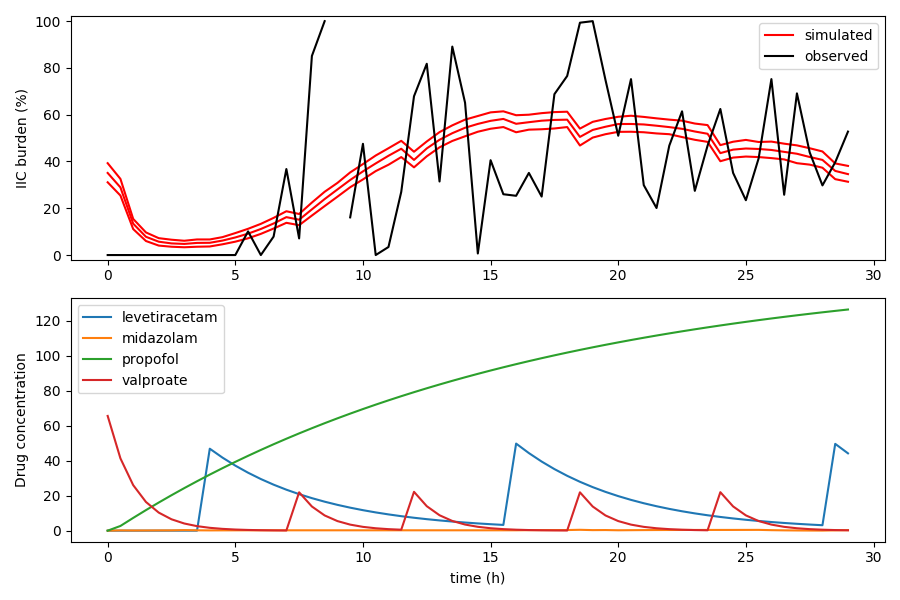 100
80
60
40
20
0
IIC burden (%)
simulated
observed
0 5 10 15 20 25 30
120
100
80
60
40
20
0
Drug concentration
levetiracetam
midazolam
propofol
valproate
0 5 10 15 20 25 30
time (h)